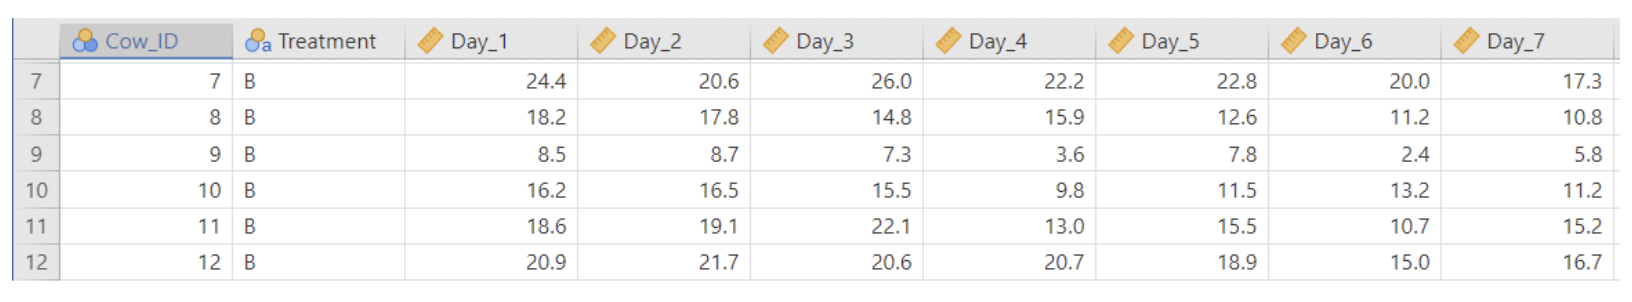 Cow_ID Treatment Day_1 Day_2 Day_3 Day_4 Day_5 Day_6 Day_7
7 7 B 24.4 20.6 26.0 22.2 22.8 20.0 17.3
8 8 B 18.2 17.8 14.8 15.9 12.6 11.2 10.8
9 9 B 8.5 8.7 7.3 3.6 7.8 2.4 5.8
10 10 B 16.2 16.5 15.5 9.8 11.5 13.2 11.2
11 11 B 18.6 19.1 22.1 13.0 15.5 10.7 15.2
12 12 B 20.9 21.7 20.6 20.7 18.9 15.0 16.7